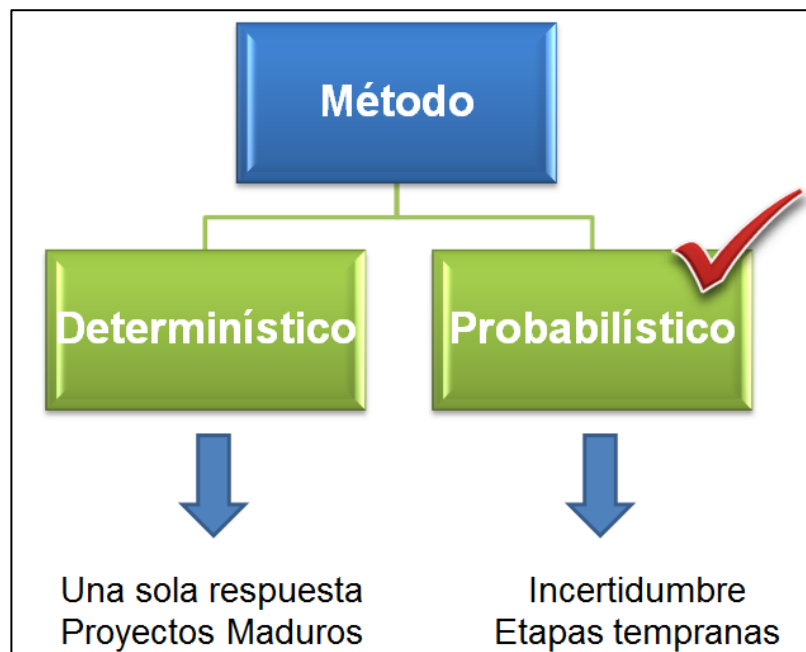 Método
Determinístico
Probabilístico
Una sola respuesta
Proyectos Maduros
Incertidumbre
Etapas tempranas